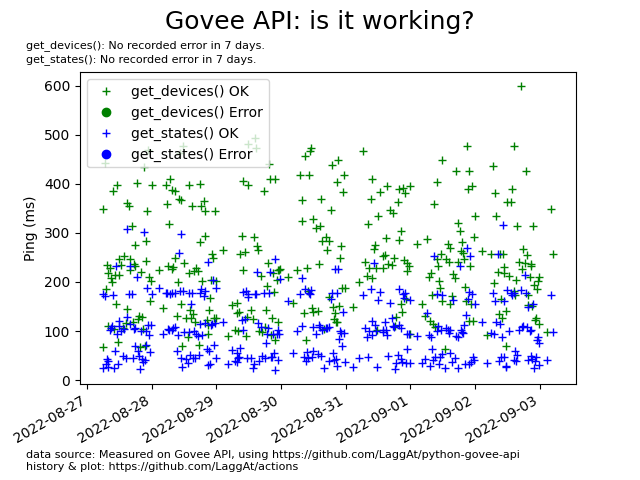 Govee API: is it working?
get_devices(): No recorded error in 7 days.
get_states(): No recorded error in 7 days.
get_devices() OK
get_devices() Error
get_states() OK
get_states() Error
Ping (ms)
600
500
400
300
200
100
0
2022-08-27
2022-08-28
2022-08-29
2022-08-30
2022-08-31
2022-09-01
2022-09-02
2022-09-03
data source: Measured on Govee API, using https://github.com/LaggAt/python-govee-api
history & plot: https://github.com/LaggAt/actions